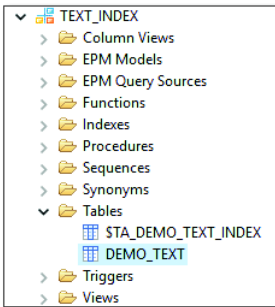 TEXT_INDEX
Column Views
EPM Models
EPM Query Sources
Functions
Indexes
Procedures
Sequences
Synonyms
Tables
$TA_DEMO_TEXT_INDEX
DEMO_TEXT
Triggers
Views